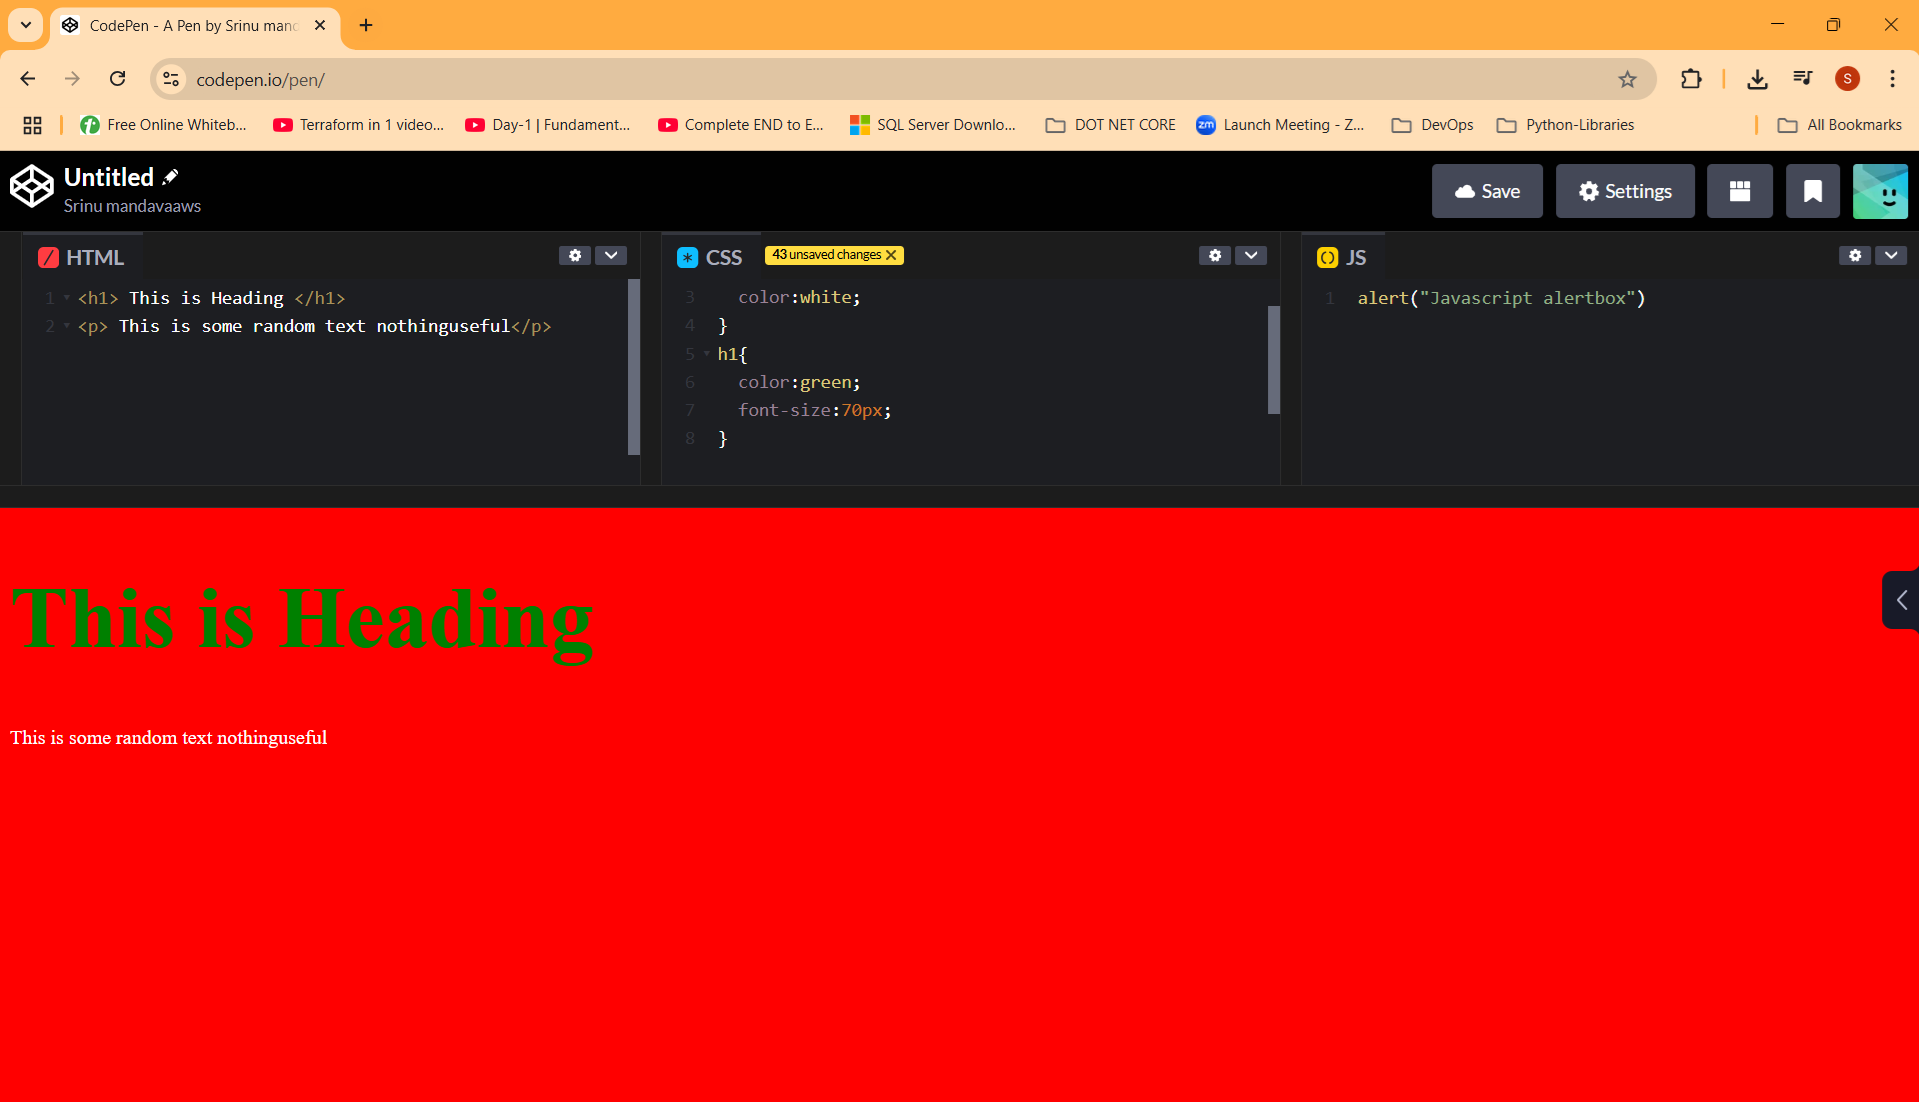 CodePen - A Pen by Srinu manc
codepen.io/pen/
S
Free Online Whiteb...
Terraform in 1 video...
Day-1 | Fundament...
Complete END to E...
SQL Server Downlo...
DOT NET CORE
zm Launch Meeting - Z...
DevOps
Python-Libraries
All Bookmarks
Untitled
Srinu mandavaaws
Save
Settings
HTML
1 <h1> This is Heading </h1>
2 <p> This is some random text nothinguseful</p>
CSS
43 unsaved changes X
3 color:white;
4 }
5 h1{
6 color:green;
7 font-size:70px;
8 }
JS
1 alert("Javascript alertbox")
This is Heading
This is some random text nothinguseful